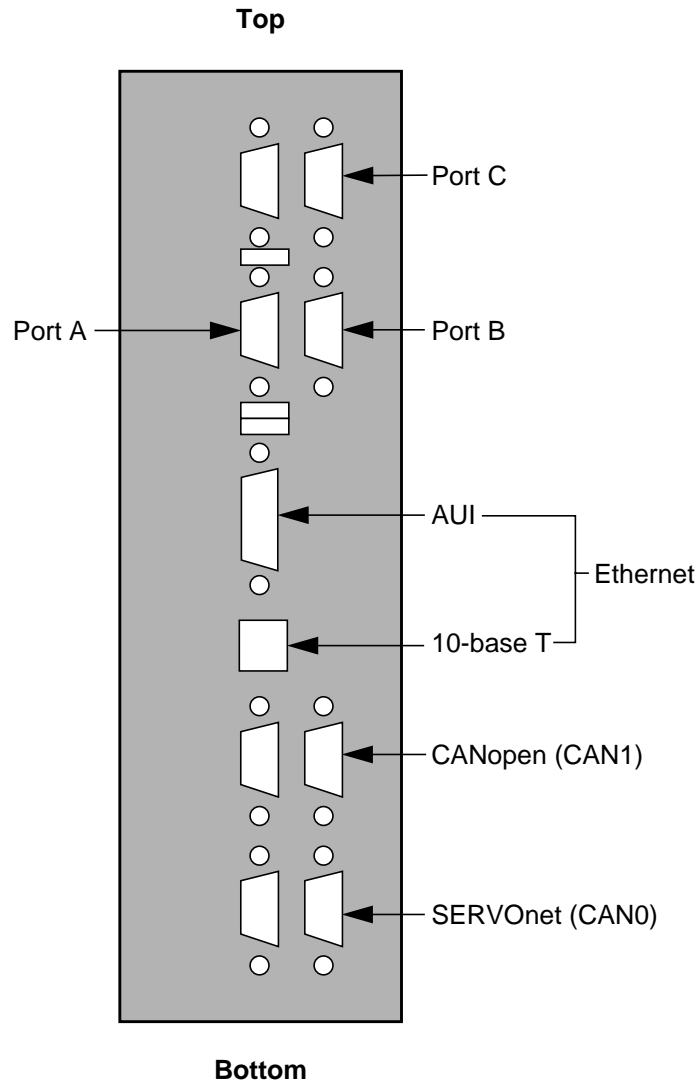 Top
Port C
Port A
Port B
AUI
Ethernet
10-base T
CANopen (CAN1)
SERVOnet (CAN0)
Bottom